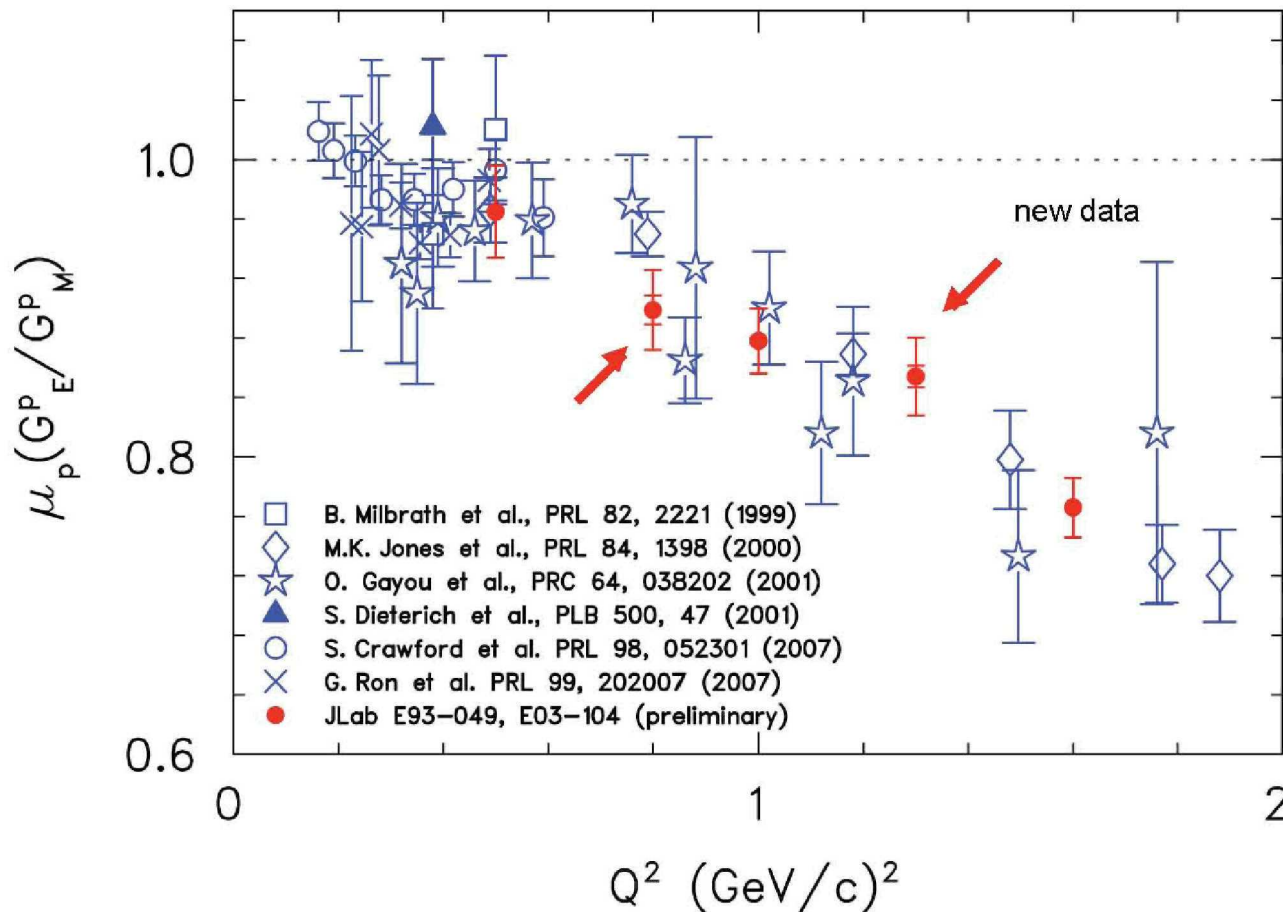 1.0
0.8
0.6
0
1
2
μp(GᵖE/GᵖM)
Q² (GeV/c)²
new data
B. Milbrath et al., PRL 82, 2221 (1999)
M.K. Jones et al., PRL 84, 1398 (2000)
O. Gayou et al., PRC 64, 038202 (2001)
S. Dieterich et al., PLB 500, 47 (2001)
S. Crawford et al. PRL 98, 052301 (2007)
G. Ron et al. PRL 99, 202007 (2007)
JLab E93-049, E03-104 (preliminary)